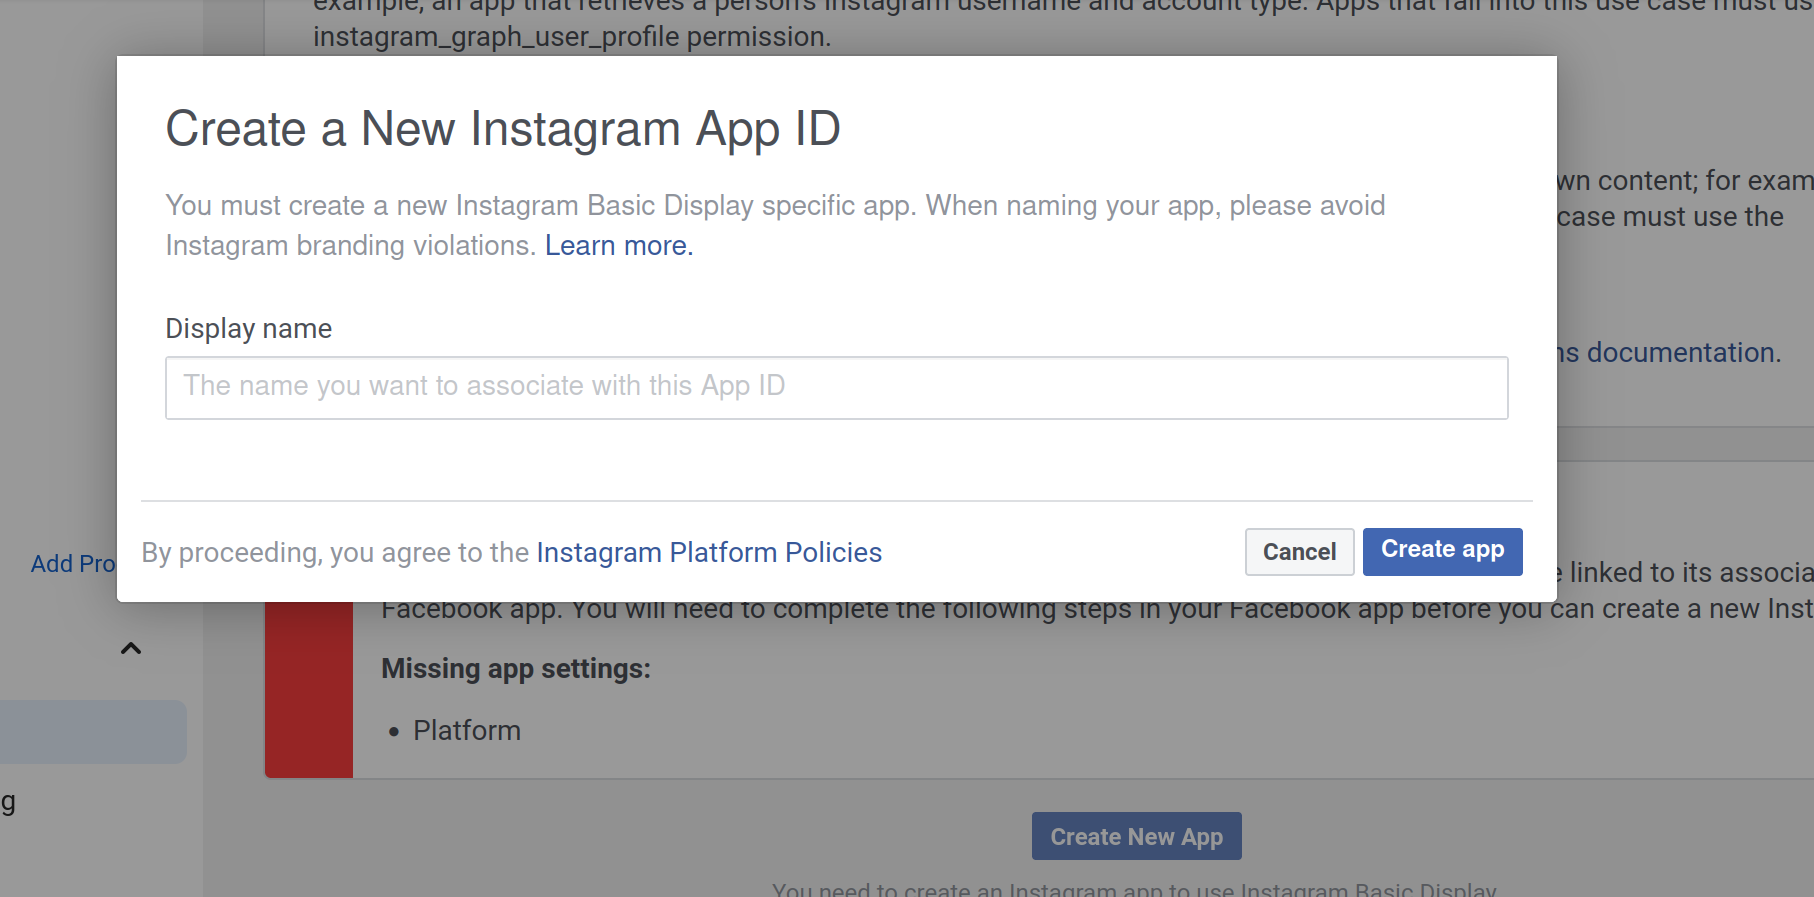 example, an app that retrieves a person's Instagram username and account type. Apps that fall into this use case must us
instagram_graph_user_profile permission.
Create a New Instagram App ID
You must create a new Instagram Basic Display specific app. When naming your app, please avoid
Instagram branding violations. Learn more.
wn content; for exam
case must use the
Display name
ns documentation.
The name you want to associate with this App ID
By proceeding, you agree to the Instagram Platform Policies
Cancel
Create app
Add Pro
e linked to its associa
Facebook app. You will need to complete the following steps in your Facebook app before you can create a new Inst
Missing app settings:
• Platform
g
Create New App
You need to create an Instagram app to use Instagram Basic Display